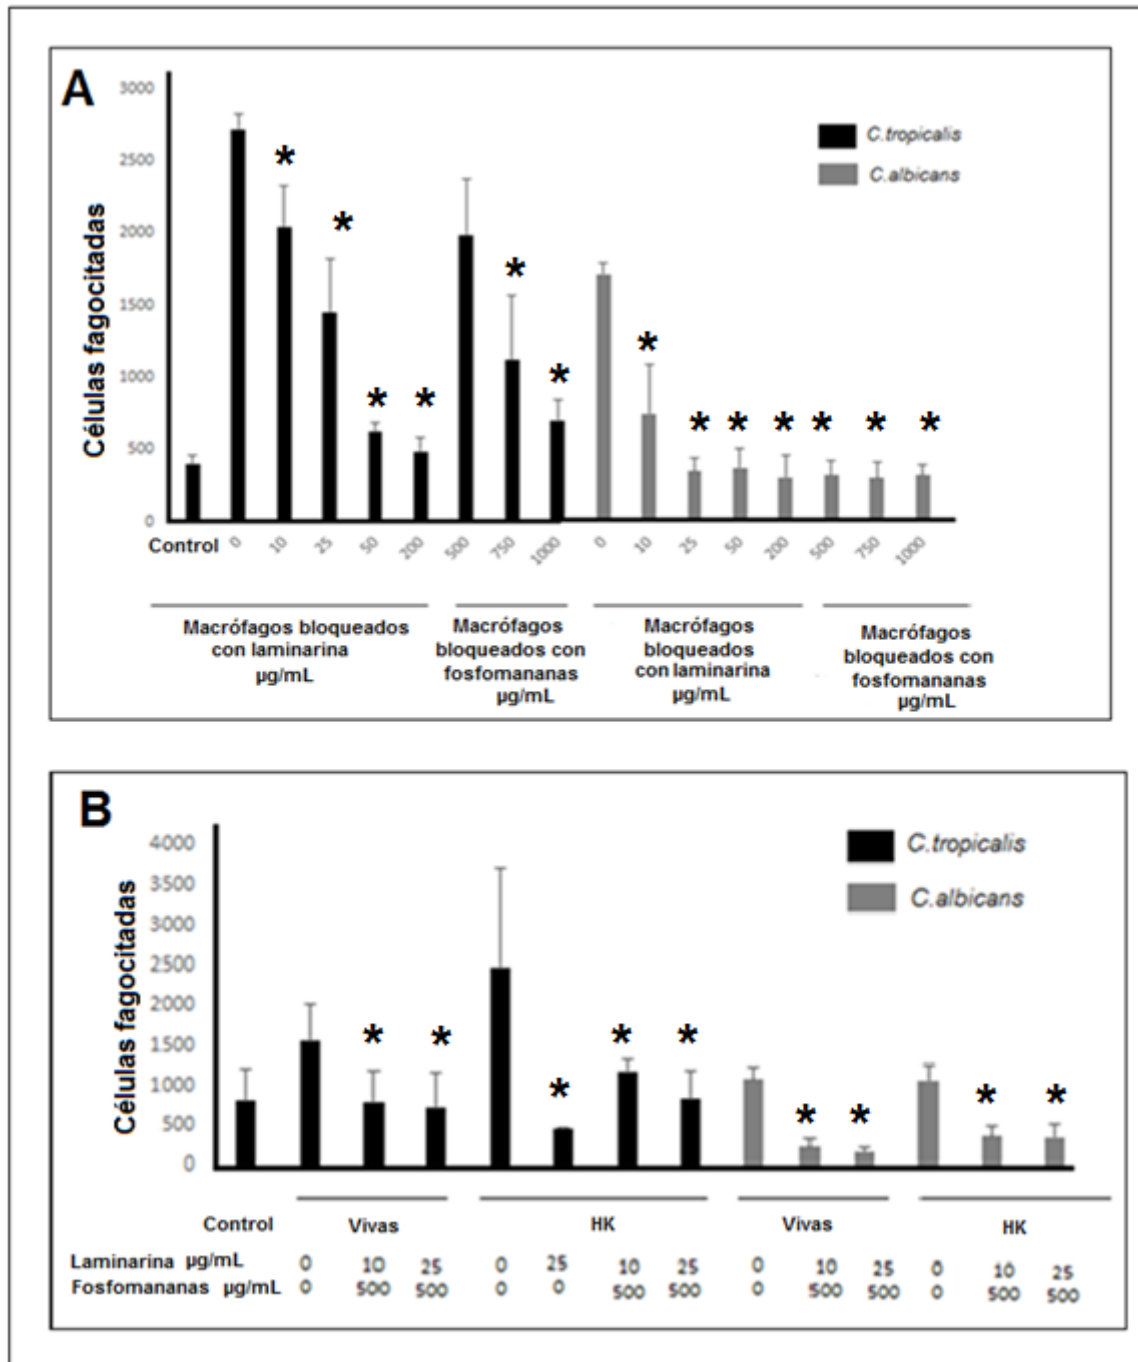 A
3000
2500
2000
1500
1000
500
0
Células fagocitadas
C.tropicalis
C.albicans
* * * * * * * * * * * * * *
Control 0 10 25 50 200 500 750 1000 0 10 25 50 200 500 750 1000
Macrófagos bloqueados
con laminarina
µg/mL
Macrófagos
bloqueados con
fosfomananas
µg/mL
Macrófagos
bloqueados
con laminarina
µg/mL
Macrófagos
bloqueados con
fosfomananas
µg/mL
B
4000
3500
3000
2500
2000
1500
1000
500
0
Células fagocitadas
C.tropicalis
C.albicans
* * * * * * * * *
Control Vivas HK Vivas HK
Laminarina µg/mL 0 10 25 0 25 10 25 0 10 25 0 10 25
Fosfomananas µg/mL 0 500 500 0 0 500 500 0 500 500 0 500 500